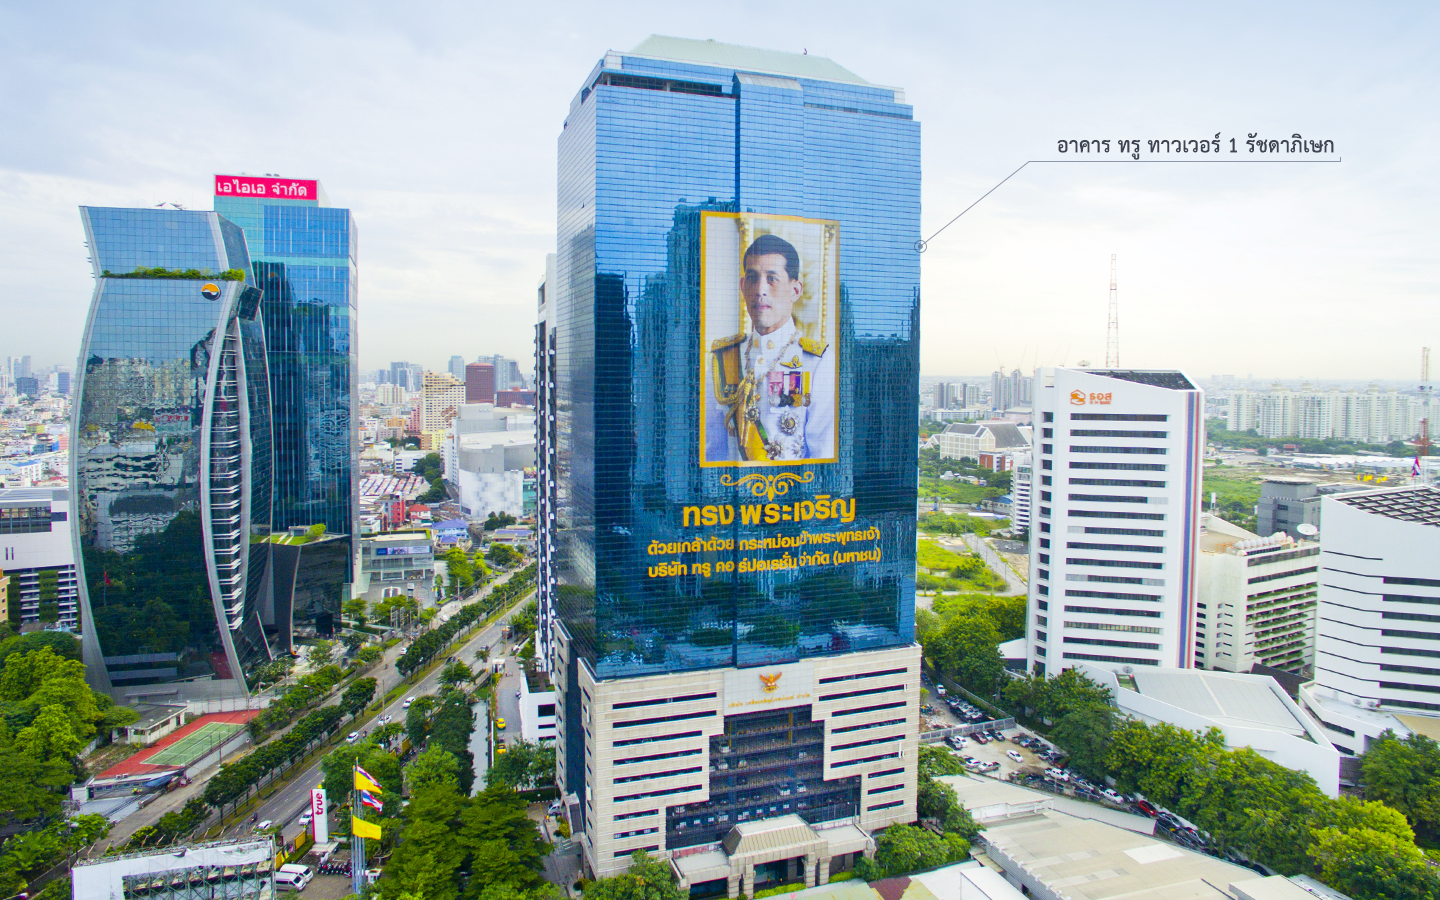 อาคาร ทรู ทาวเวอร์ 1 รัชดาภิเษก
เอไอเอ จำกัด
ธอส
ทรง พระเจริญ
ด้วยเกล้าด้วยกระหม่อมข้าพระพุทธเจ้า
บริษัท ทรู คอร์ปอเรชั่น จำกัด (มหาชน)
true